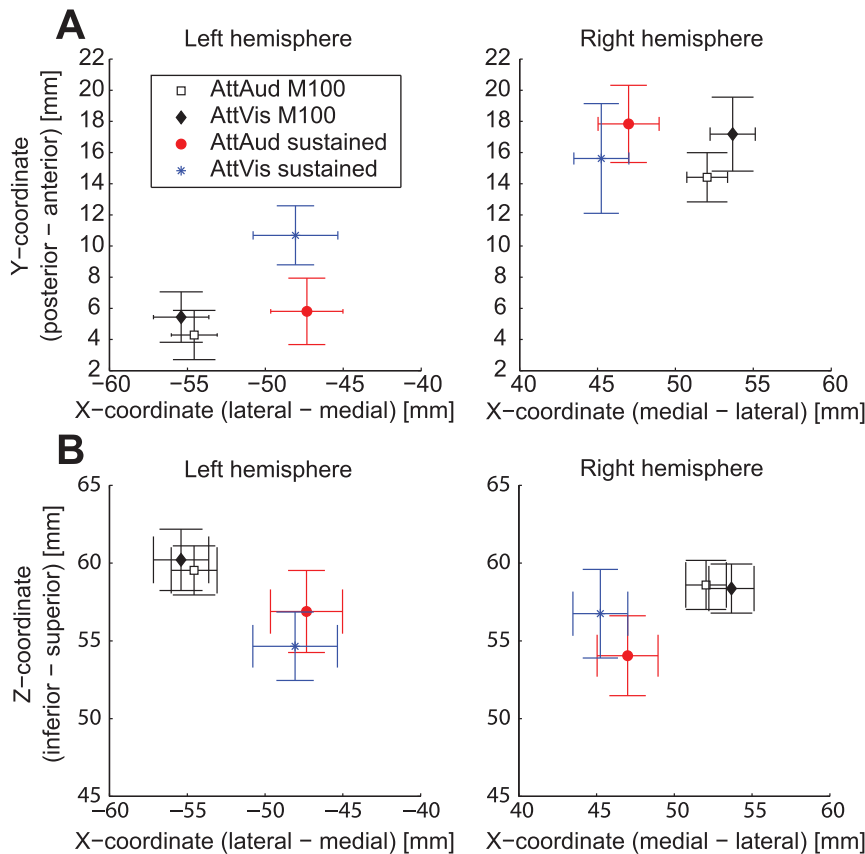 A
Left hemisphere
Right hemisphere
22
20
18
16
14
12
10
8
6
4
2
Y−coordinate
(posterior − anterior) [mm]
AttAud M100
AttVis M100
AttAud sustained
AttVis sustained
−60
−55
−50
−45
−40
X−coordinate (lateral − medial) [mm]
22
20
18
16
14
12
10
8
6
4
2
40
45
50
55
60
X−coordinate (medial − lateral) [mm]
B
Left hemisphere
Right hemisphere
65
60
55
50
45
Z−coordinate
(inferior − superior) [mm]
−60
−55
−50
−45
−40
X−coordinate (lateral − medial) [mm]
65
60
55
50
45
40
45
50
55
60
X−coordinate (medial − lateral) [mm]